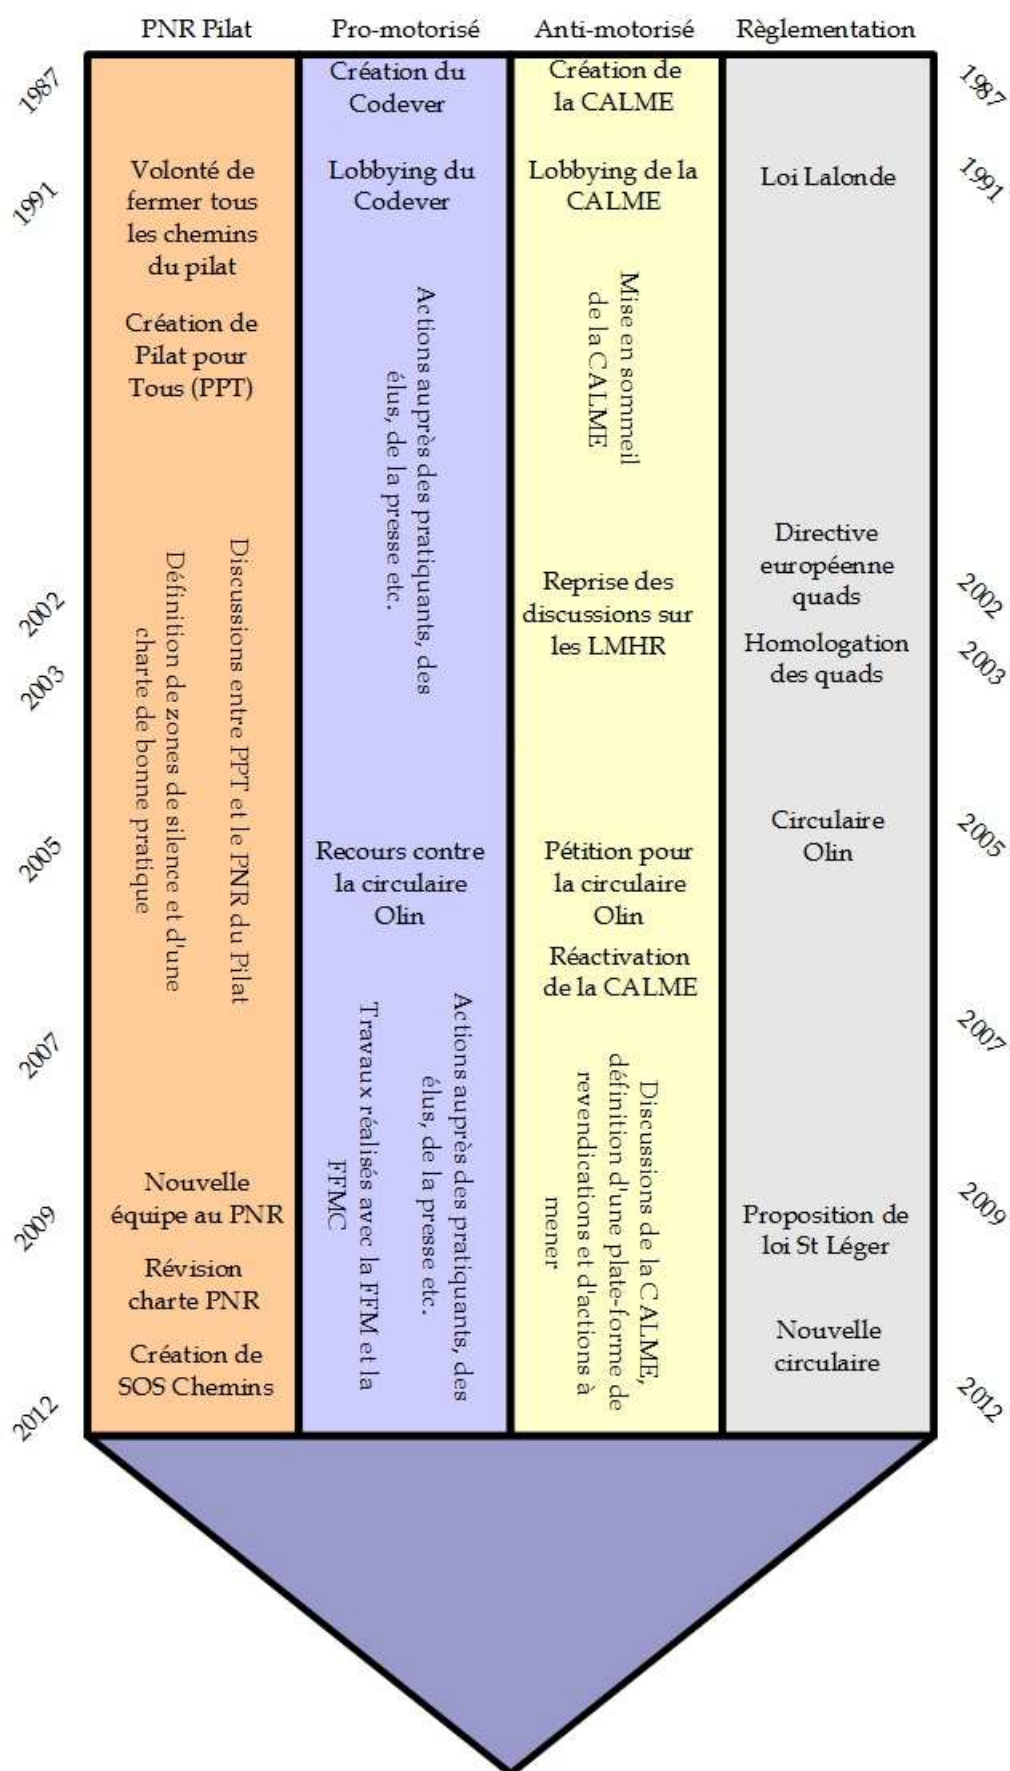 PNR Pilat
Pro-motorisé
Anti-motorisé
Règlementation
1987
1991
2002
2003
2005
2007
2009
2012
Volonté de
fermer tous
les chemins
du pilat
Création de
Pilat pour
Tous (PPT)
Discussions entre PPT et le PNR du Pilat
Définition de zones de silence et d'une
charte de bonne pratique
Nouvelle
équipe au PNR
Révision
charte PNR
Création de
SOS Chemins
Création du
Codever
Lobbying du
Codever
Actions auprès des pratiquants, des
élus, de la presse etc.
Recours contre
la circulaire
Olin
Actions auprès des pratiquants, des
élus, de la presse etc.
Travaux réalisés avec la FFM et la
FFMC
Création de
la CALME
Lobbying de la
CALME
Mise en sommeil
de la CALME
Reprise des
discussions sur
les LMHR
Pétition pour
la circulaire
Olin
Réactivation
de la CALME
Discussions de la CALME,
définition d'une plate-forme de
revendications et d'actions à
mener
Loi Lalonde
Directive
européenne
quads
Homologation
des quads
Circulaire
Olin
Proposition de
loi St Léger
Nouvelle
circulaire
1987
1991
2002
2003
2005
2007
2009
2012